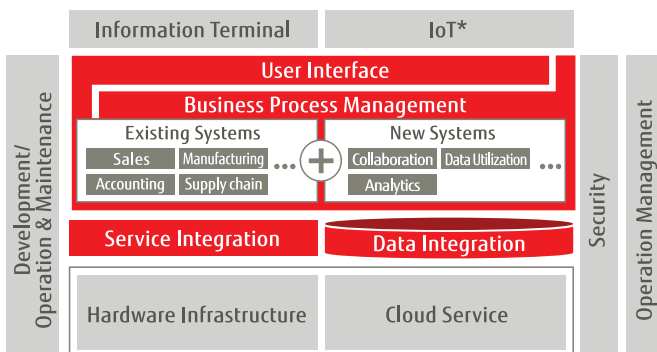 Information Terminal
IoT*
Development/
Operation & Maintenance
User Interface
Business Process Management
Existing Systems
Sales
Manufacturing
...
Accounting
Supply chain
+
New Systems
Collaboration
Data Utilization
...
Analytics
Service Integration
Data Integration
Hardware Infrastructure
Cloud Service
Security
Operation Management